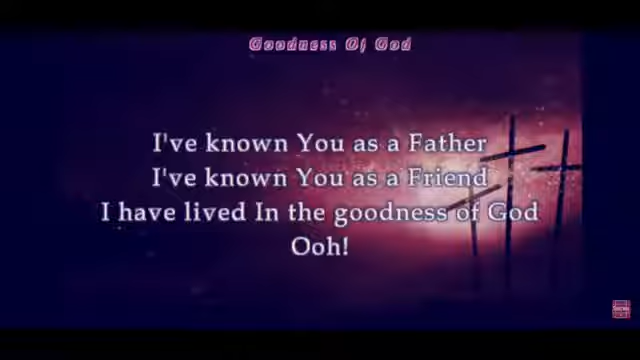 Goodness Of God
I've known You as a Father
I've known You as a Friend
I have lived In the goodness of God
Ooh!